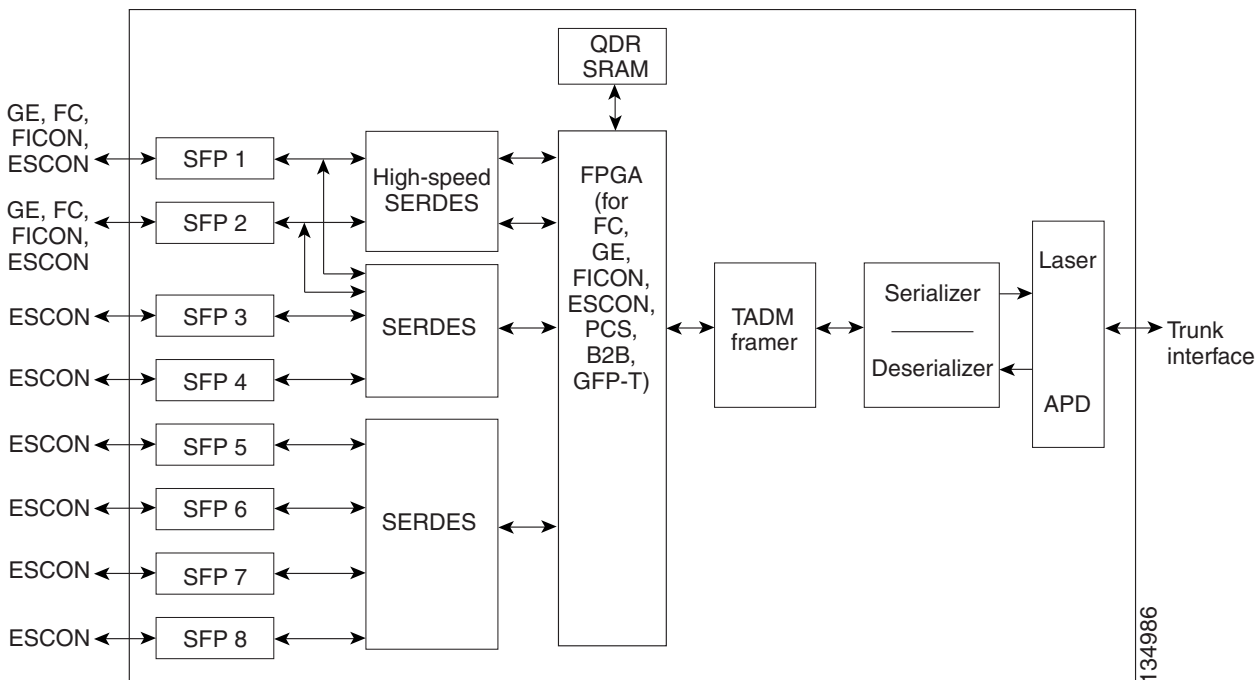 QDR
SRAM
GE, FC,
FICON,
ESCON
SFP 1
GE, FC,
FICON,
ESCON
SFP 2
ESCON
SFP 3
ESCON
SFP 4
ESCON
SFP 5
ESCON
SFP 6
ESCON
SFP 7
ESCON
SFP 8
High-speed
SERDES
SERDES
SERDES
FPGA
(for
FC,
GE,
FICON,
ESCON,
PCS,
B2B,
GFP-T)
TADM
framer
Serializer
Deserializer
Laser
APD
Trunk
interface
134986